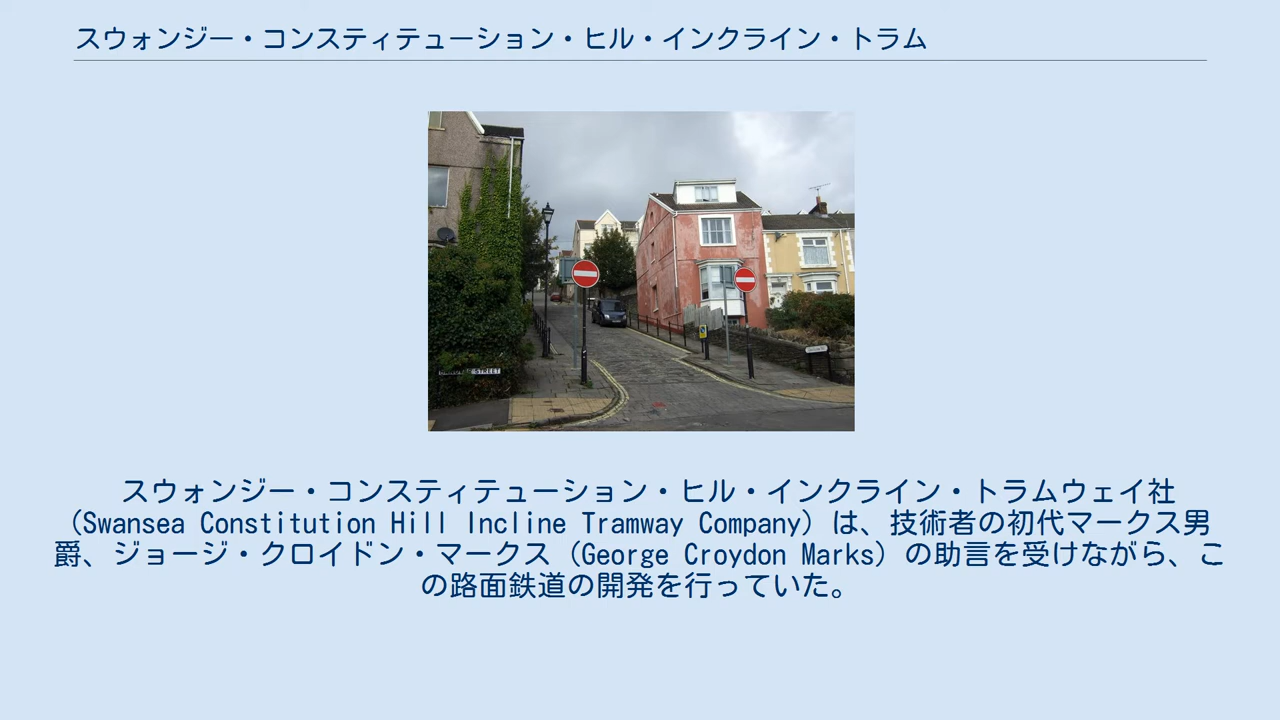 スウォンジー・コンスティテューション・ヒル・インクライン・トラム
STREET
スウォンジー・コンスティテューション・ヒル・インクライン・トラムウェイ社
（Swansea Constitution Hill Incline Tramway Company）は、技術者の初代マークス男
爵、ジョージ・クロイドン・マークス（George Croydon Marks）の助言を受けながら、こ
の路面鉄道の開発を行っていた。